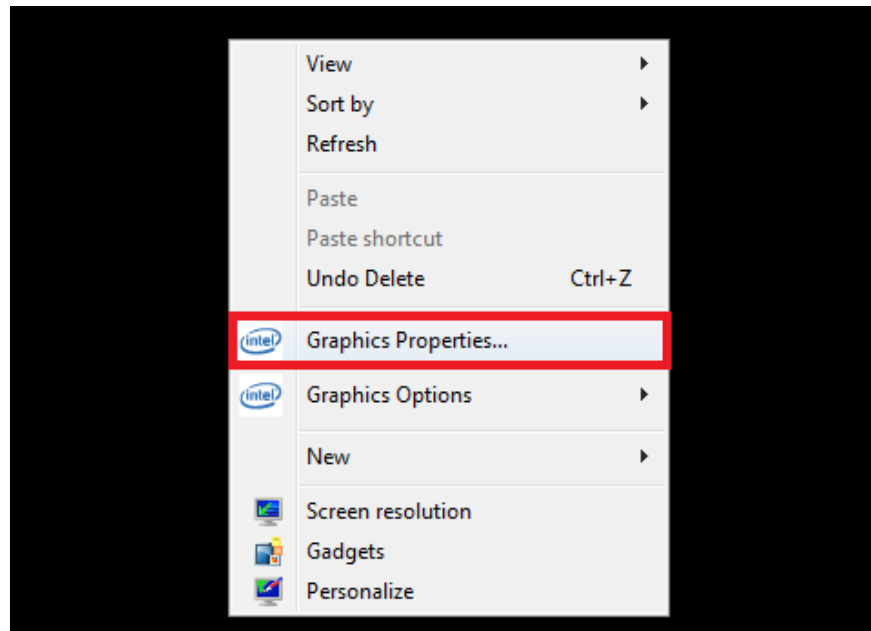 View
Sort by
Refresh
Paste
Paste shortcut
Undo Delete Ctrl+Z
intel Graphics Properties...
intel Graphics Options
New
Screen resolution
Gadgets
Personalize